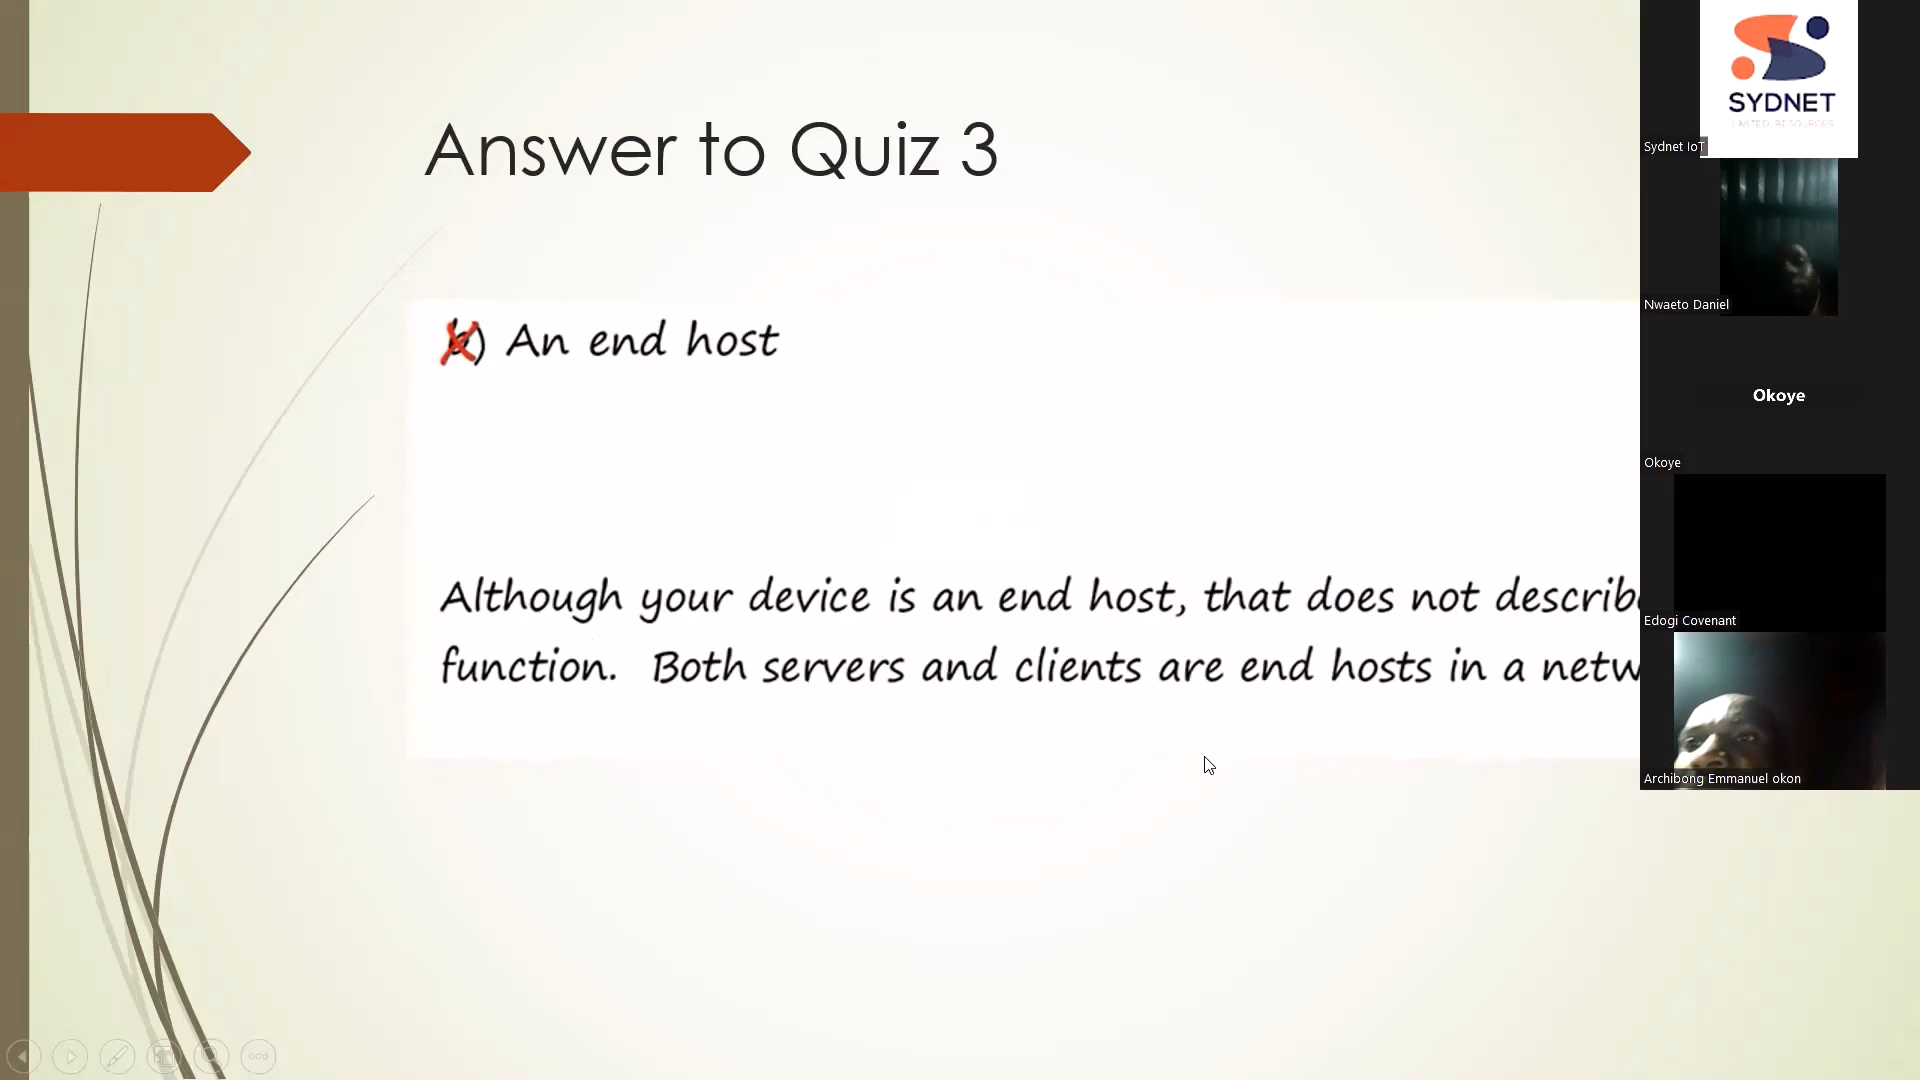 Answer to Quiz 3
b) An end host
Although your device is an end host, that does not describ
function. Both servers and clients are end hosts in a netw
SYDNET
LIMITED RESOURCES
Sydnet IoT
Nwaeto Daniel
Okoye
Okoye
Edogi Covenant
Archibong Emmanuel okon